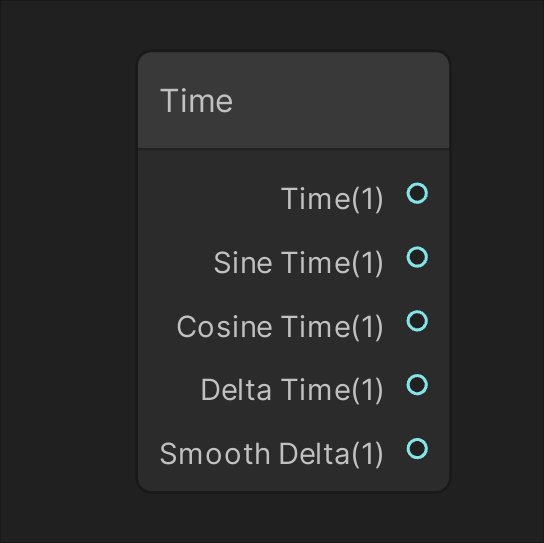 Time
Time(1)
Sine Time(1)
Cosine Time(1)
Delta Time(1)
Smooth Delta(1)